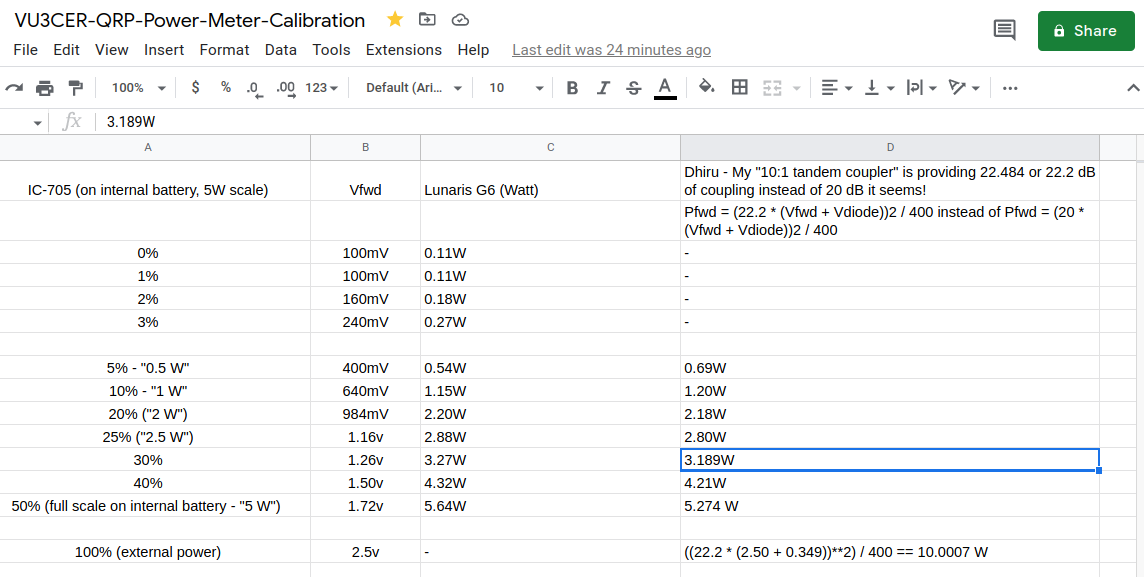 VU3CER-QRP-Power-Meter-Calibration
File Edit View Insert Format Data Tools Extensions Help Last edit was 24 minutes ago
Share
100% $ % .0 .00 123 Default (Ari... 10 B I S A
fx 3.189W
A B C D
IC-705 (on internal battery, 5W scale) Vfwd Lunaris G6 (Watt) Dhiru - My "10:1 tandem coupler" is providing 22.484 or 22.2 dB
of coupling instead of 20 dB it seems!
Pfwd = (22.2 * (Vfwd + Vdiode))2 / 400 instead of Pfwd = (20 *
(Vfwd + Vdiode))2 / 400
0% 100mV 0.11W -
1% 100mV 0.11W -
2% 160mV 0.18W -
3% 240mV 0.27W -
5% - "0.5 W" 400mV 0.54W 0.69W
10% - "1 W" 640mV 1.15W 1.20W
20% ("2 W") 984mV 2.20W 2.18W
25% ("2.5 W") 1.16v 2.88W 2.80W
30% 1.26v 3.27W 3.189W
40% 1.50v 4.32W 4.21W
50% (full scale on internal battery - "5 W") 1.72v 5.64W 5.274 W
100% (external power) 2.5v - ((22.2 * (2.50 + 0.349))**2) / 400 == 10.0007 W